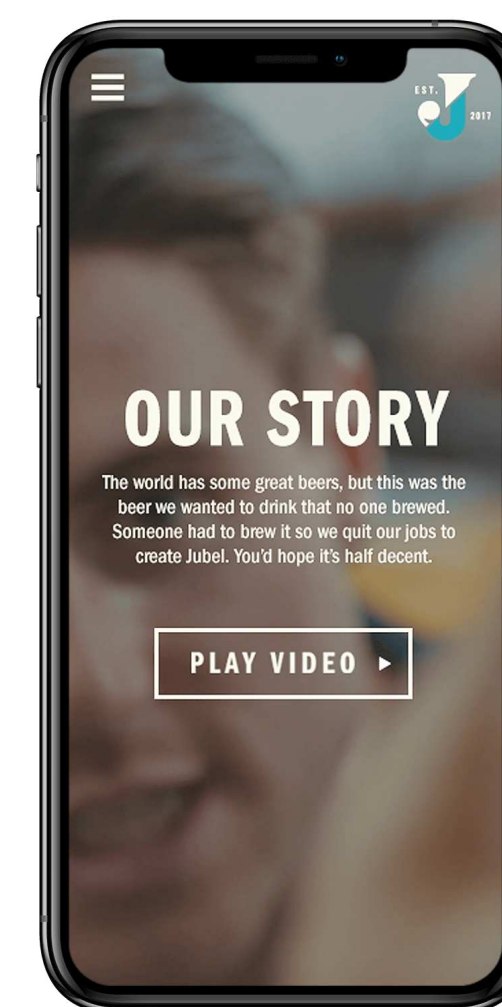 EST. J 2017
OUR STORY
The world has some great beers, but this was the
beer we wanted to drink that no one brewed.
Someone had to brew it so we quit our jobs to
create Jubel. You’d hope it’s half decent.
PLAY VIDEO